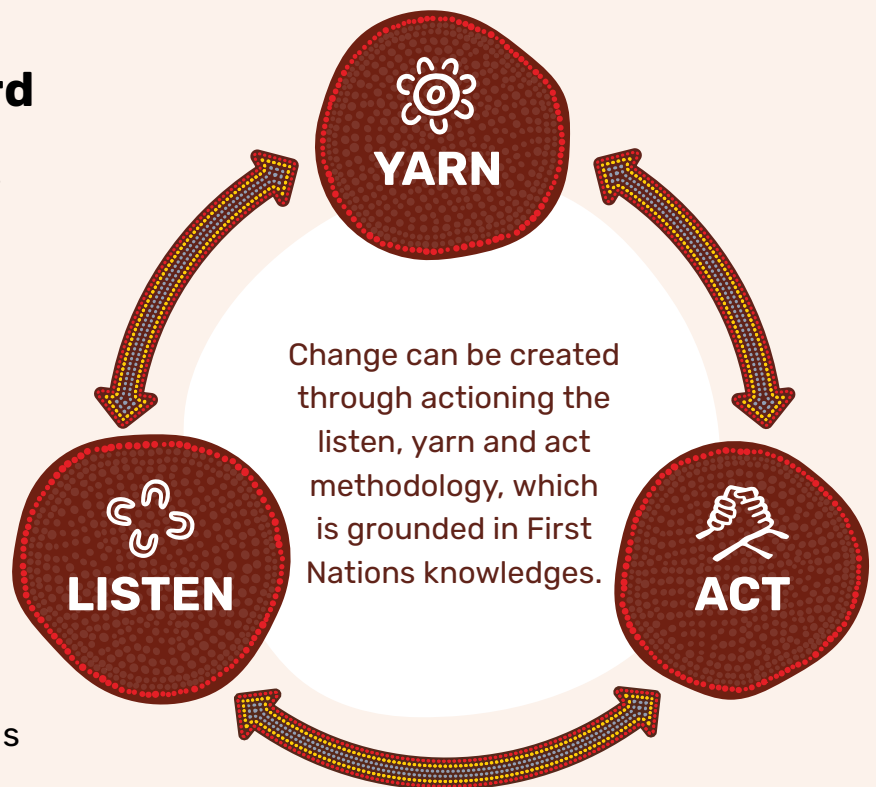 rd
YARN
Change can be created
through actioning the
listen, yarn and act
methodology, which
is grounded in First
Nations knowledges.
LISTEN
ACT
s